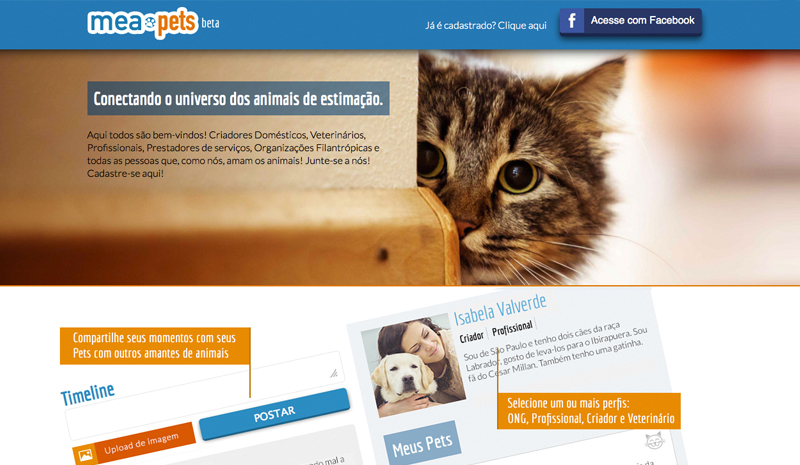 meapets beta
Já é cadastrado? Clique aqui
f Acesse com Facebook
Conectando o universo dos animais de estimação.
Aqui todos são bem-vindos! Criadores Domésticos, Veterinários,
Profissionais, Prestadores de serviços, Organizações Filantrópicas e
todas as pessoas que, como nós, amam os animais! Junte-se a nós!
Cadastre-se aqui!
Compartilhe seus momentos com seus
Pets com outros amantes de animais
Timeline
POSTAR
Upload de imagem
Isabela Valverde
Criador Profissional
Sou de São Paulo e tenho dois cães da raça
Labrador, gosto de leva-los para o Ibirapuera. Sou
fã do Cesar Millan. Também tenho uma gatinha.
Selecione um ou mais perfis:
ONG, Profissional, Criador e Veterinário
Meus Pets